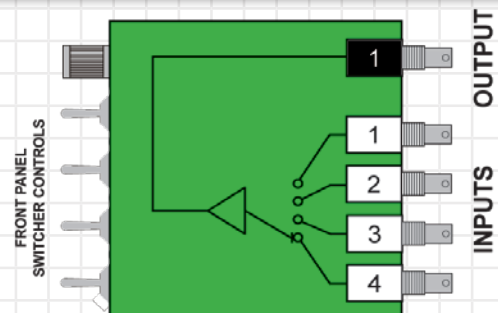 1
OUTPUT
1
2
3
4
INPUTS
FRONT PANEL
SWITCHER CONTROLS